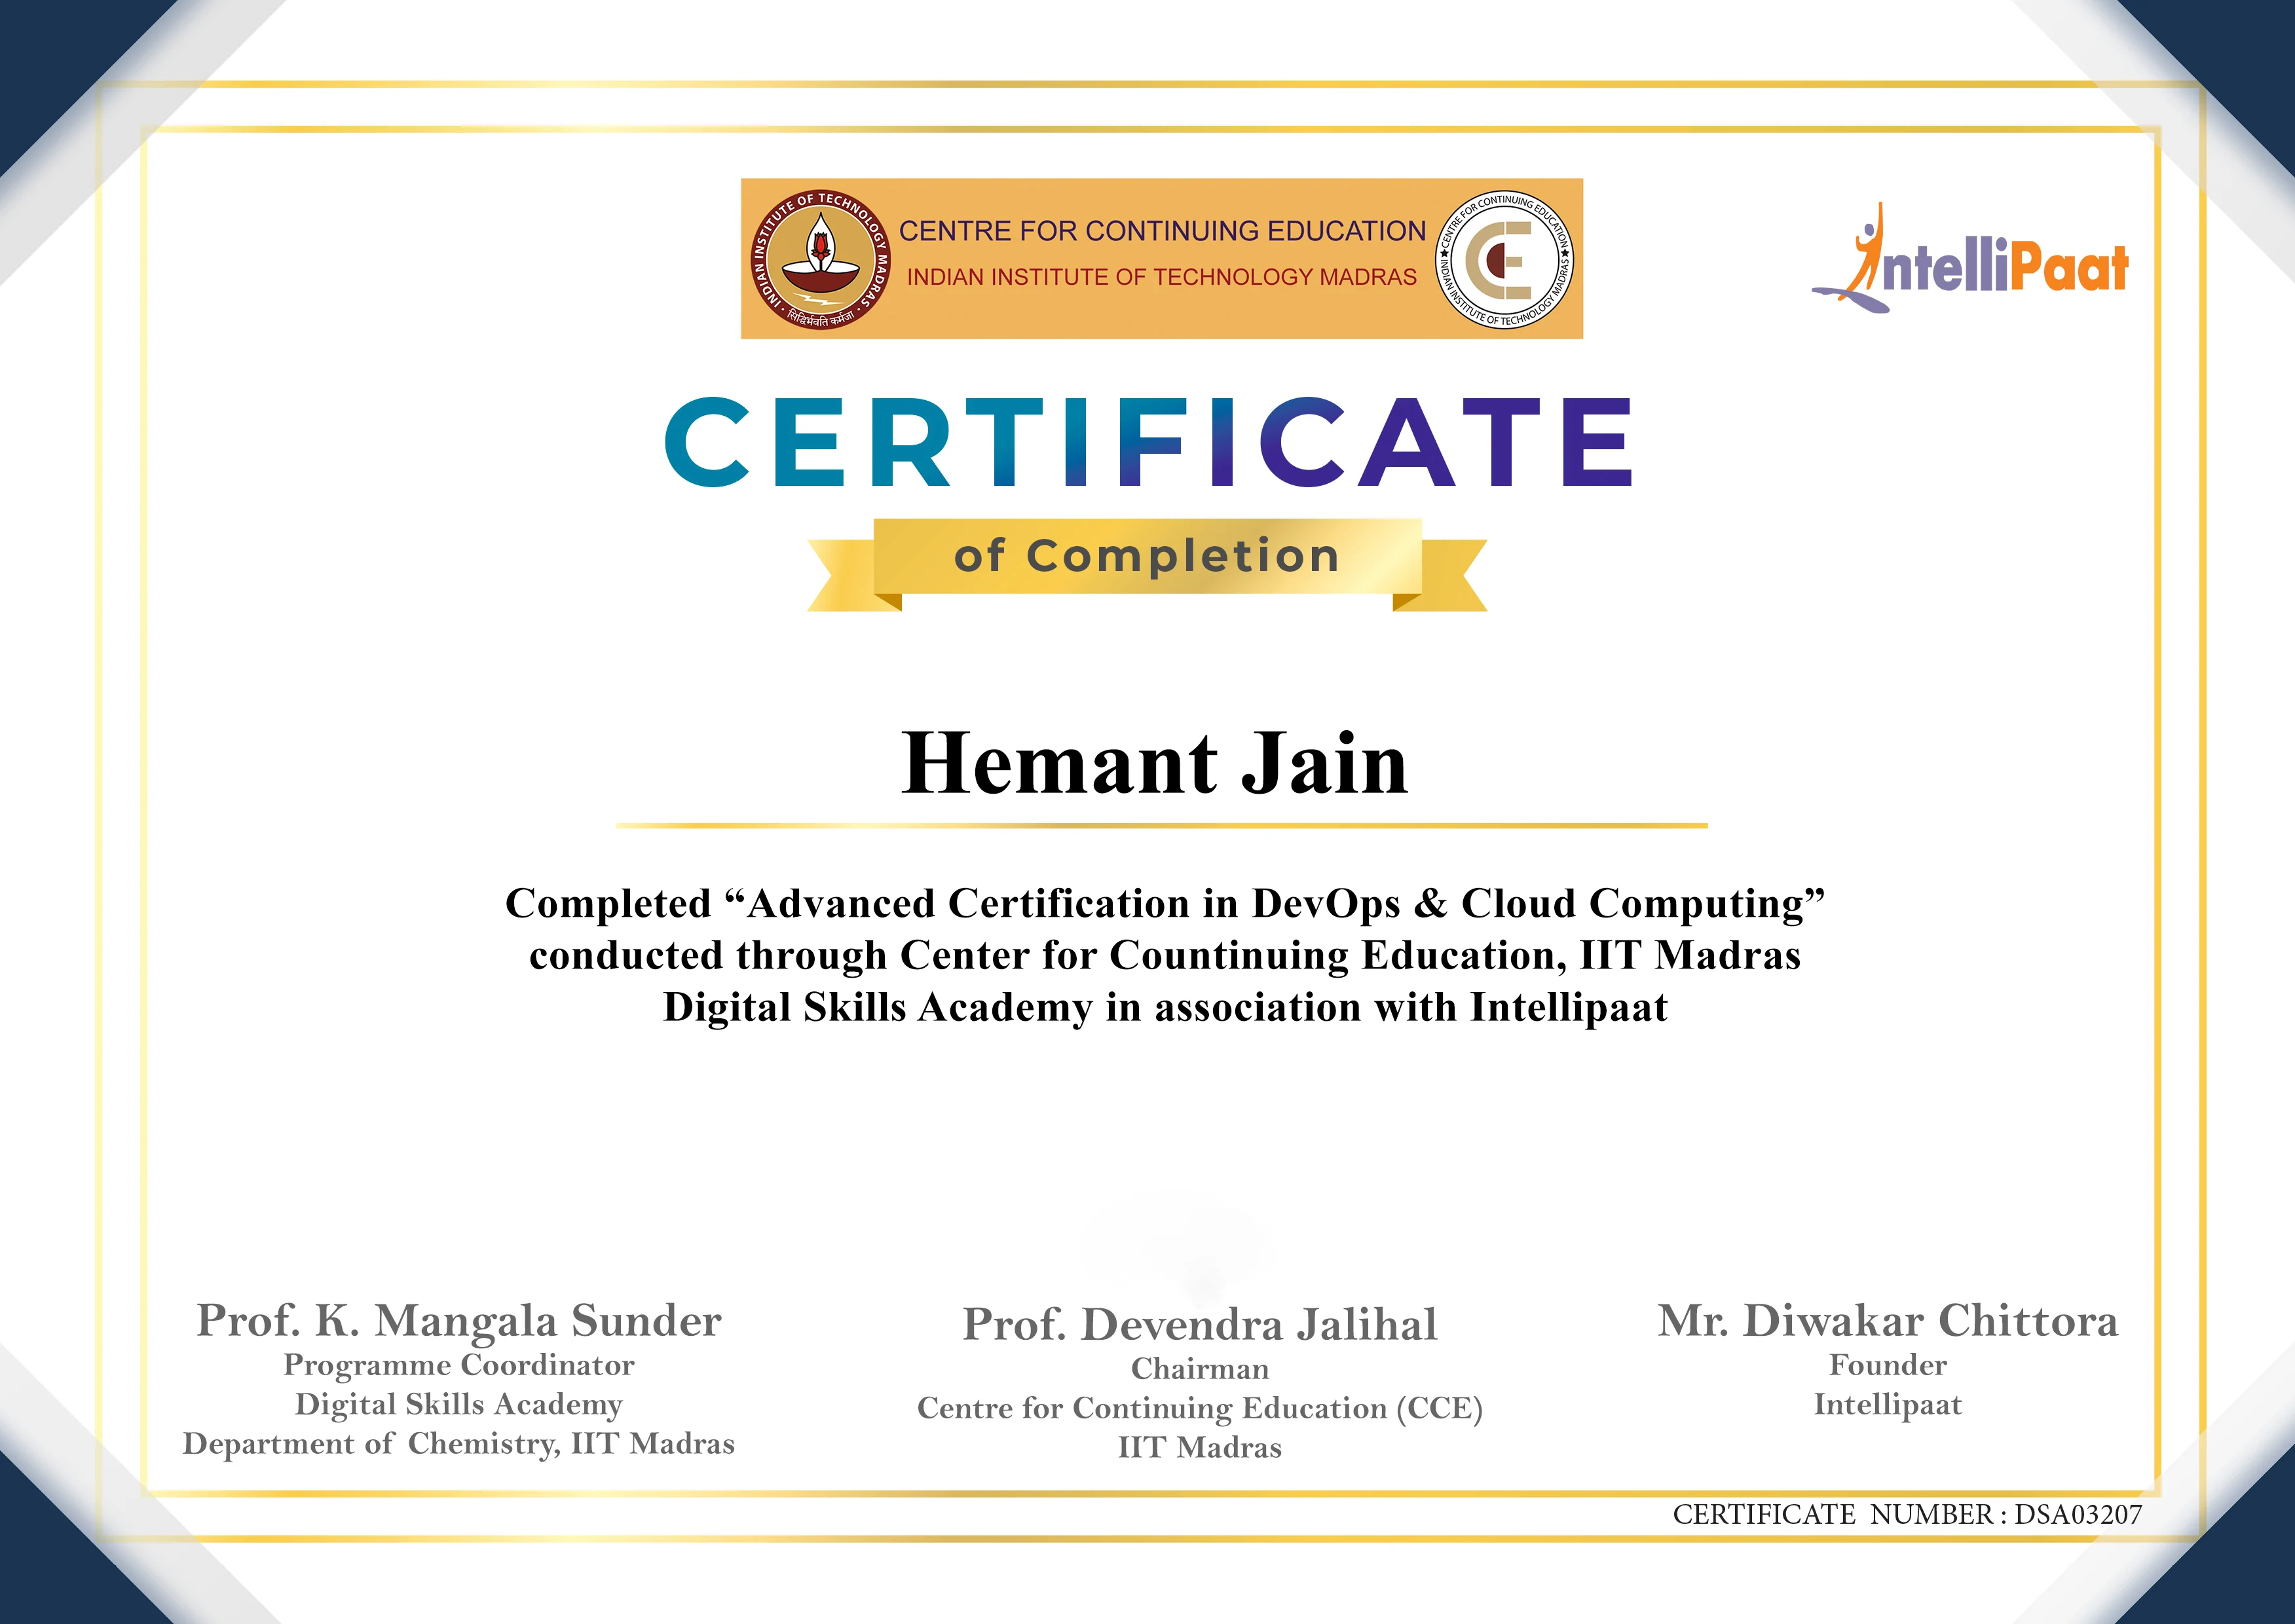 INDIAN INSTITUTE OF TECHNOLOGY MADRAS
सिद्धिर्भवति कर्मजा
CENTRE FOR CONTINUING EDUCATION
INDIAN INSTITUTE OF TECHNOLOGY MADRAS
CENTRE FOR CONTINUING EDUCATION
INDIAN INSTITUTE OF TECHNOLOGY MADRAS
CE
IntelliPaat
CERTIFICATE
of Completion
Hemant Jain
Completed “Advanced Certification in DevOps & Cloud Computing”
conducted through Center for Countinuing Education, IIT Madras
Digital Skills Academy in association with Intellipaat
Prof. K. Mangala Sunder
Programme Coordinator
Digital Skills Academy
Department of Chemistry, IIT Madras
Prof. Devendra Jalihal
Chairman
Centre for Continuing Education (CCE)
IIT Madras
Mr. Diwakar Chittora
Founder
Intellipaat
CERTIFICATE NUMBER : DSA03207